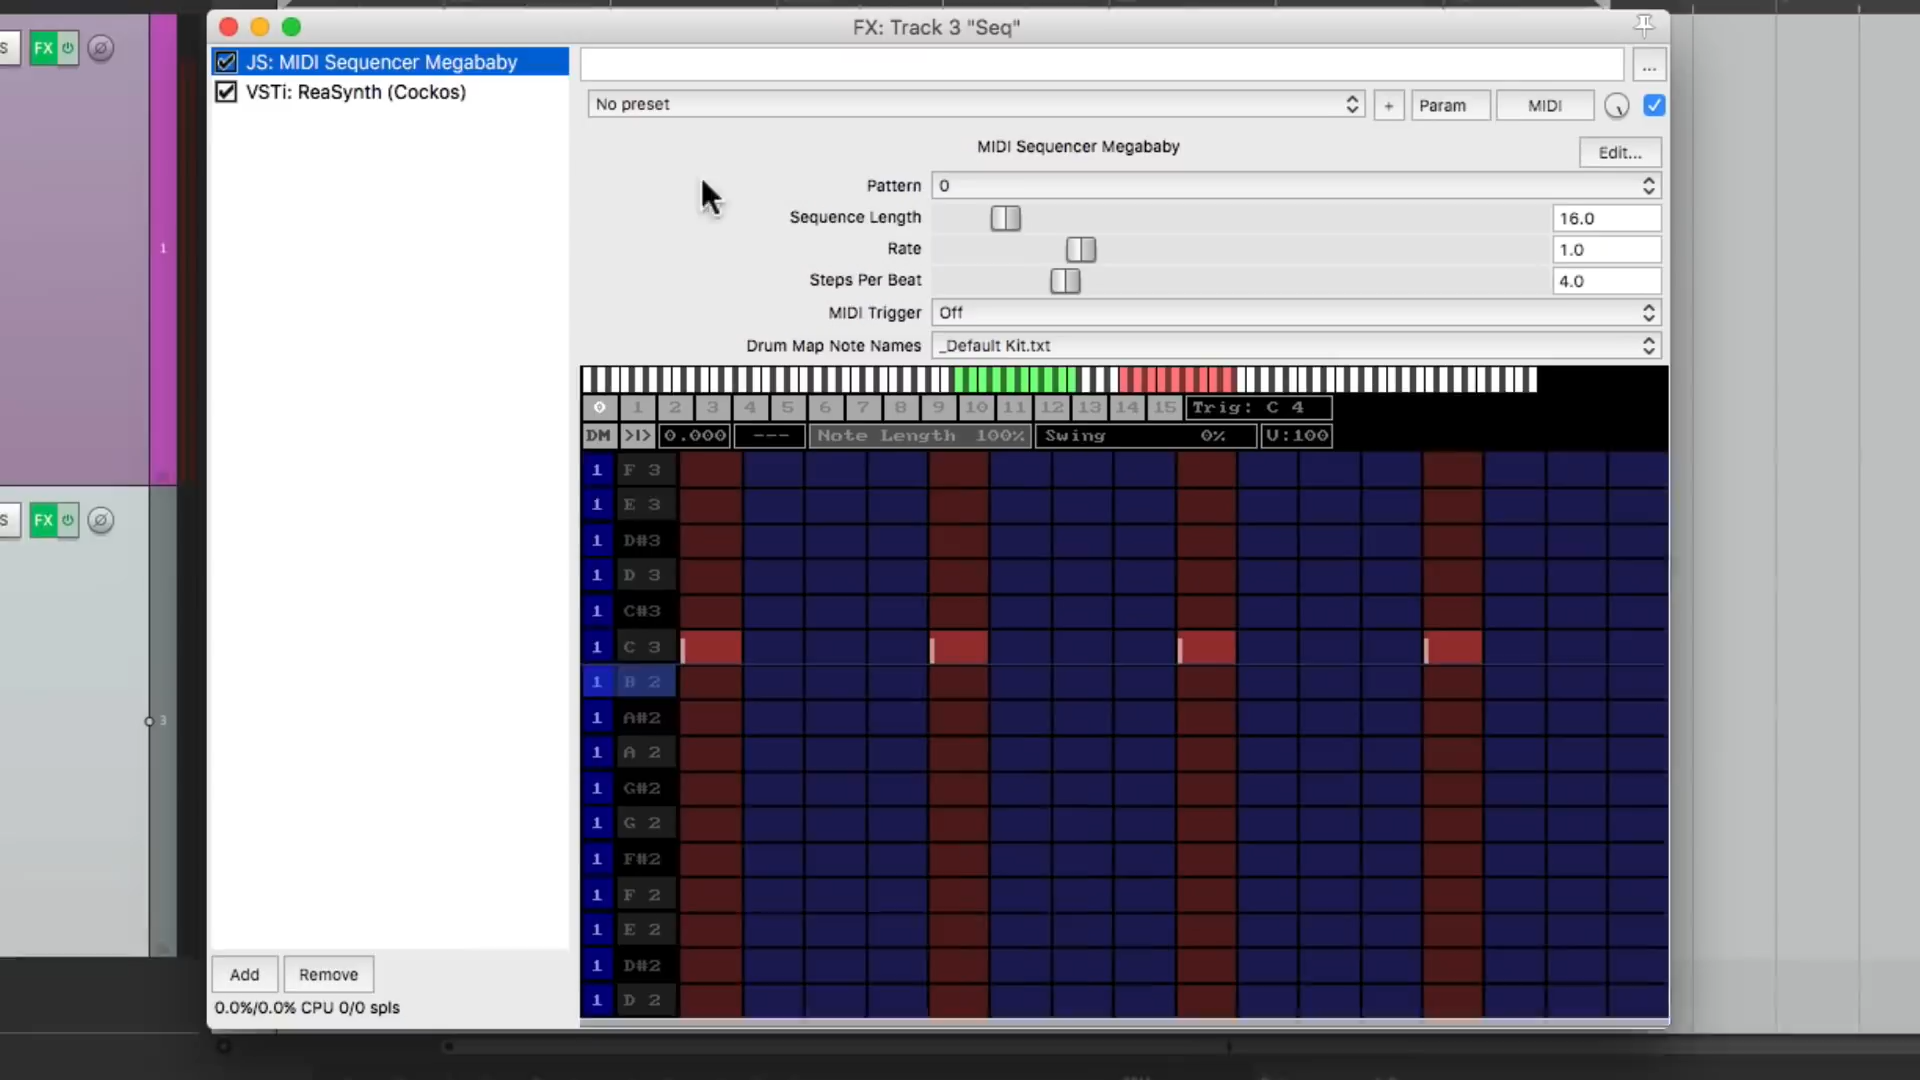 FX: Track 3 "Seq"
S FX
JS: MIDI Sequencer Megababy
VSTi: ReaSynth (Cockos)
...
No preset
+ Param MIDI
MIDI Sequencer Megababy
Edit...
Pattern 0
Sequence Length 16.0
Rate 1.0
Steps Per Beat 4.0
MIDI Trigger Off
Drum Map Note Names _Default Kit.txt
0 1 2 3 4 5 6 7 8 9 10 11 12 13 14 15 Trig: C 4
DM >|> 0.000 --- Note Length 100% Swing 0% V:100
1 F 3
1 E 3
1 D#3
1 D 3
1 C#3
1 C 3
1 B 2
1 A#2
1 A 2
1 G#2
1 G 2
1 F#2
1 F 2
1 E 2
1 D#2
1 D 2
1
S FX
3
Add Remove
0.0%/0.0% CPU 0/0 spls